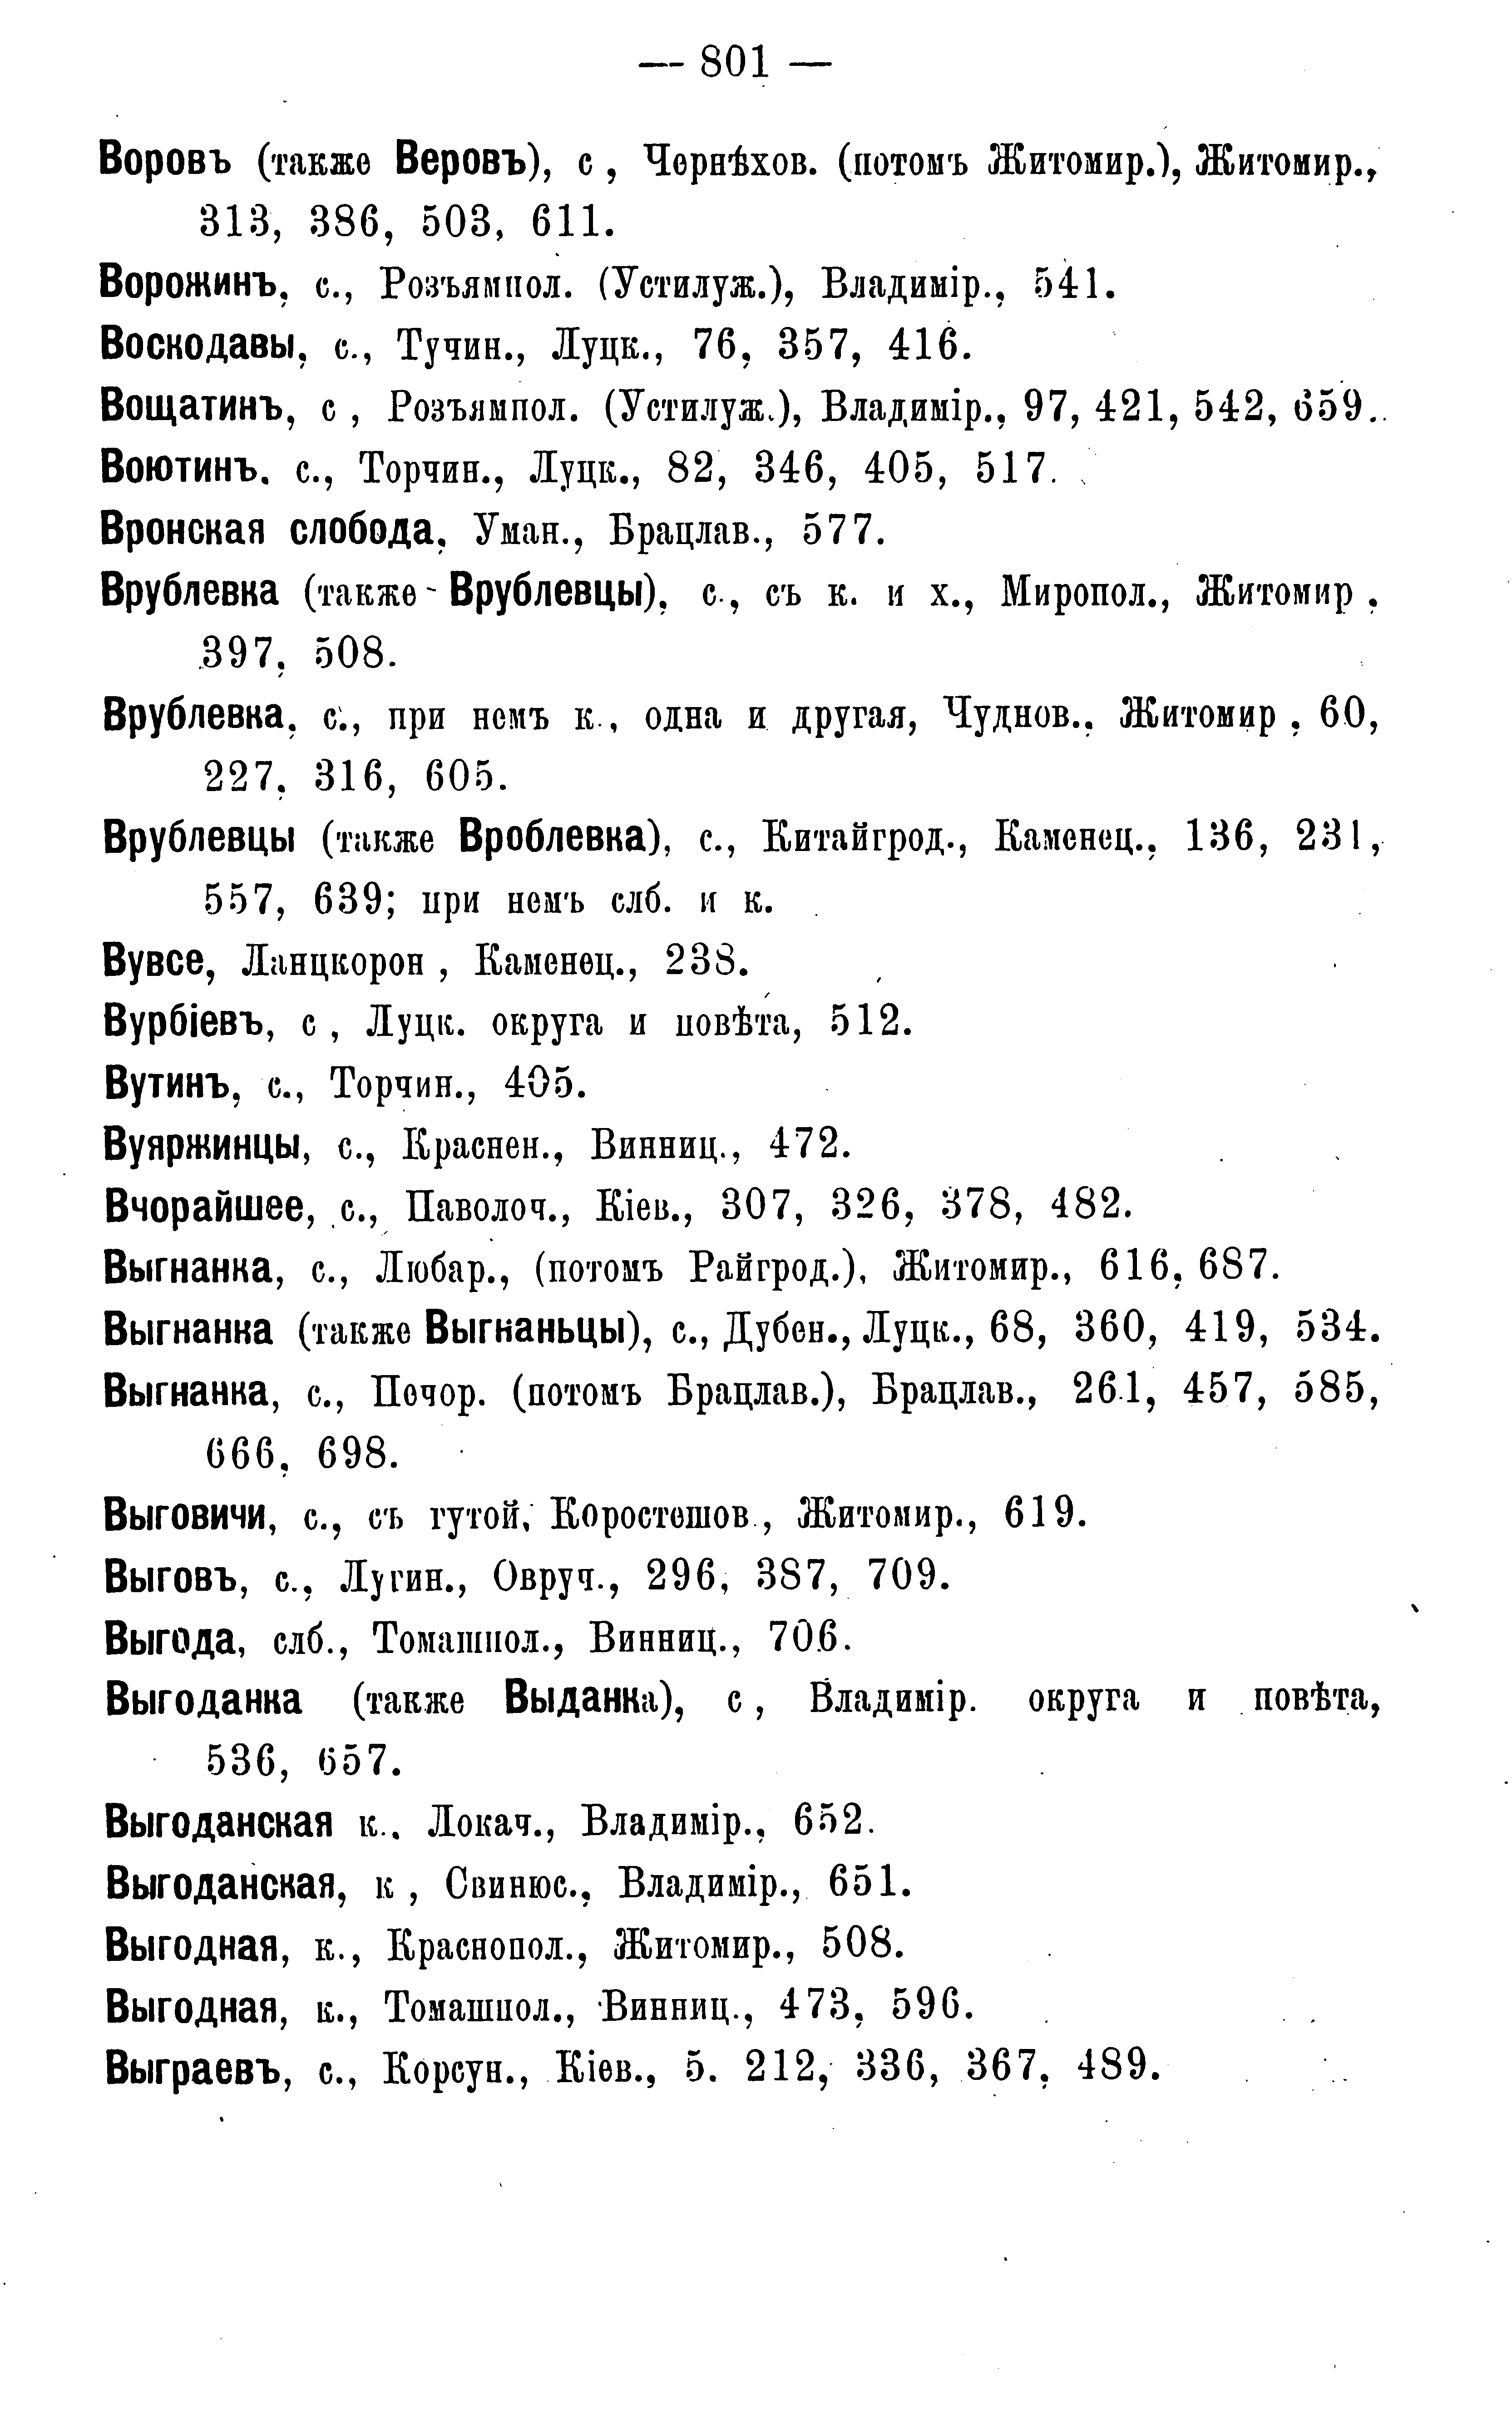 — 801 —
Воровъ (также Веровъ), с , Чернѣхов. (потомъ Житомир.), Житомир.,
313, 386, 503, 611.
Ворожинъ, с., Розъямпол. (Устилуж.), Владимір., 541.
Воскодавы, с., Тучин., Луцк., 76, 357, 416.
Вощатинъ, с , Розъямпол. (Устилуж.), Владимір., 97, 421, 542, 659.
Воютинъ. с., Торчин., Луцк., 82, 346, 405, 517.
Вронская слобода, Уман., Брацлав., 577.
Врублевка (также Врублевцы), с., съ к. и х., Миропол., Житомир ,
397, 508.
Врублевка, с., при немъ к., одна и другая, Чуднов., Житомир , 60,
227, 316, 605.
Врублевцы (также Вроблевка), с., Китайгрод., Каменец., 136, 231,
557, 639; при немъ слб. и к.
Вувсе, Ланцкорон , Каменец., 238.
Вурбіевъ, с , Луцк. округа и повѣта, 512.
Вутинъ, с., Торчин., 405.
Вуяржинцы, с., Краснен., Винниц., 472.
Вчорайшее, с., Паволоч., Кіев., 307, 326, 378, 482.
Выгнанка, с., Любар., (потомъ Райгрод.), Житомир., 616, 687.
Выгнанка (также Выгнаньцы), с., Дубен., Луцк., 68, 360, 419, 534.
Выгнанка, с., Печор. (потомъ Брацлав.), Брацлав., 261, 457, 585,
666, 698.
Выговичи, с., съ гутой, Коростешов., Житомир., 619.
Выговъ, с., Лугин., Овруч., 296, 387, 709.
Выгода, слб., Томашпол., Винниц., 706.
Выгоданка (также Выданка), с , Владимір. округа и повѣта,
536, 657.
Выгоданская к., Локач., Владимір., 652.
Выгоданская, к , Свинюс., Владимір., 651.
Выгодная, к., Краснопол., Житомир., 508.
Выгодная, к., Томашпол., Винниц., 473, 596.
Выграевъ, с., Корсун., Кіев., 5. 212, 336, 367, 489.